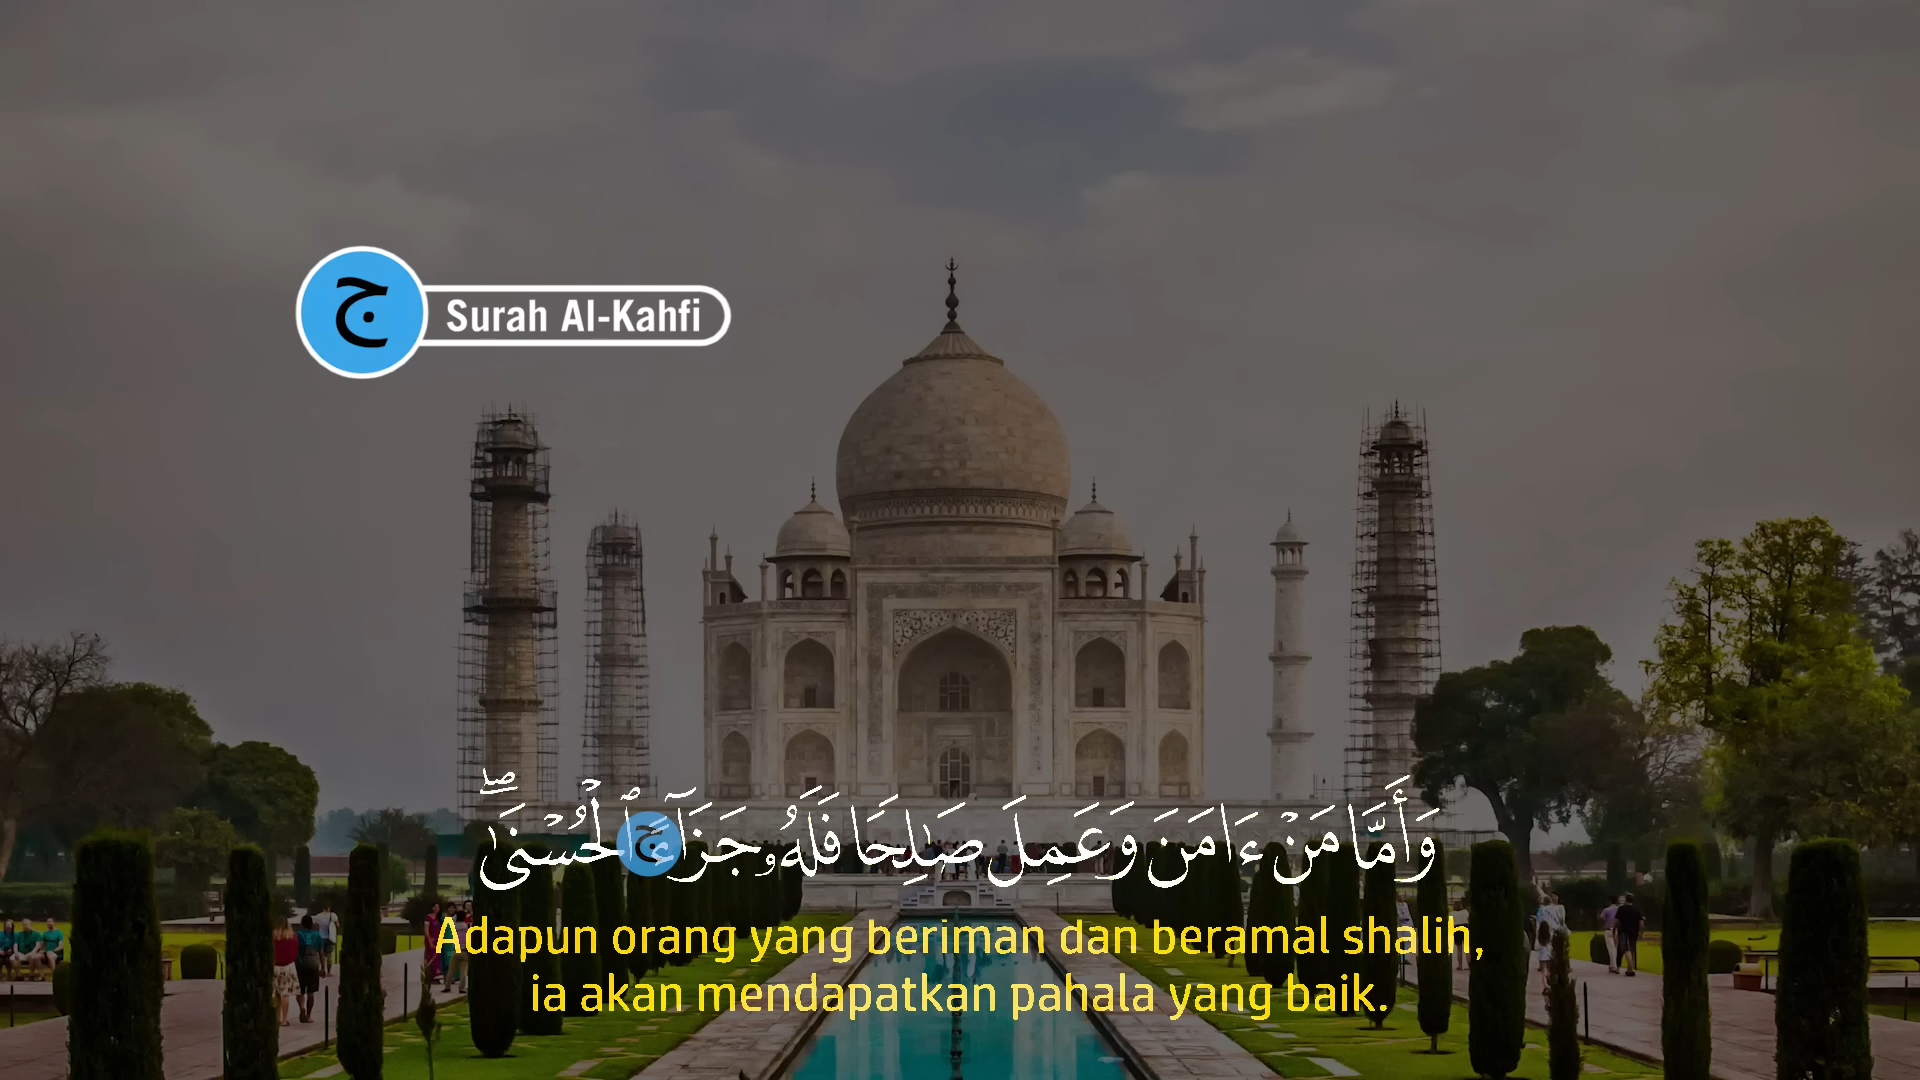 ج
Surah Al-Kahfi
وَأَمَّا مَنْ ءَامَنَ وَعَمِلَ صَـٰلِحًا فَلَهُۥ جَزَآءً ٱلْحُسْنَىٰ ۖ
ج
Adapun orang yang beriman dan beramal shalih,
ia akan mendapatkan pahala yang baik.